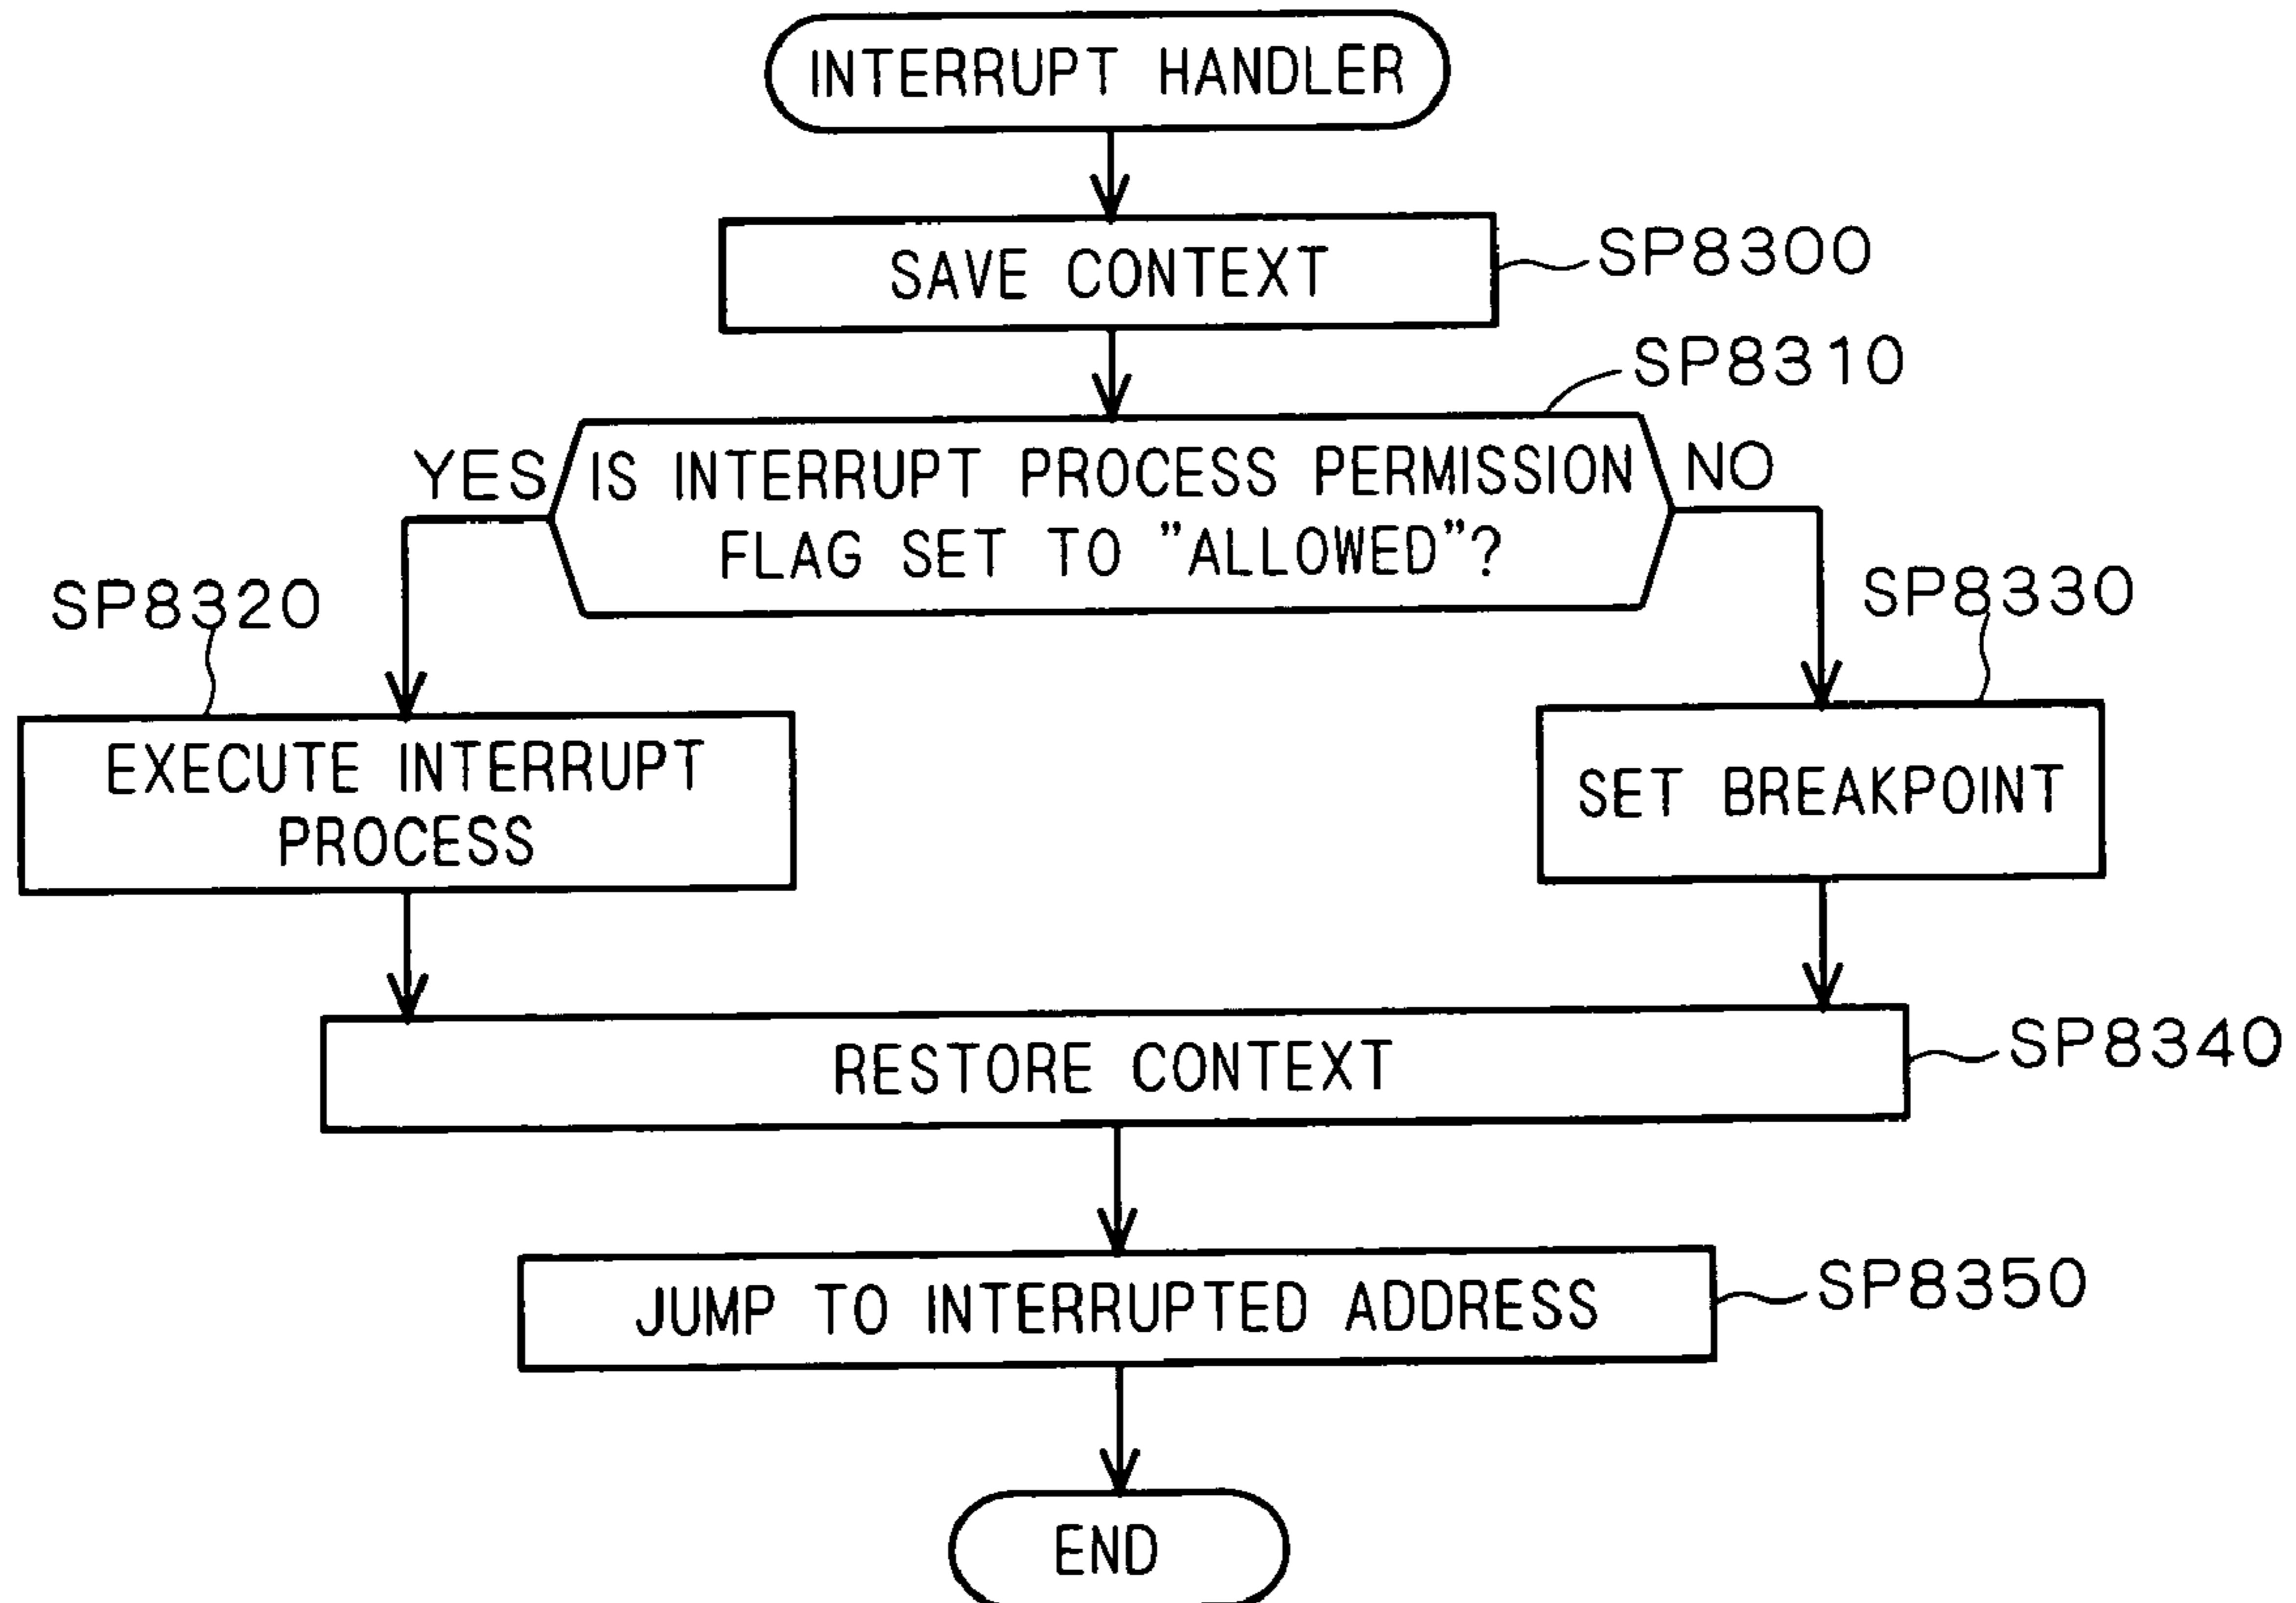 INTERRUPT HANDLER
SAVE CONTEXT
SP8300
SP8310
YES
IS INTERRUPT PROCESS PERMISSION
FLAG SET TO "ALLOWED"?
NO
SP8320
SP8330
EXECUTE INTERRUPT
PROCESS
SET BREAKPOINT
RESTORE CONTEXT
SP8340
JUMP TO INTERRUPTED ADDRESS
SP8350
END